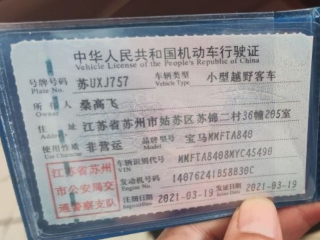 中华人民共和国机动车行驶证
Vehicle License of the People's Republic of China
号牌号码 苏UXJ757 车辆类型 小型越野客车
Plate No. Vehicle Type
所有人 桑高飞
Owner
住址 江苏省苏州市姑苏区苏锦二村36幢205室
Address
使用性质 非营运 品牌型号 宝马MMFTA840
Use Character Model
车辆识别代号 MMFTA8408MYC45490
VIN
发动机号码 14076241858B30C
Engine No.
注册日期 2021-03-19 发证日期 2021-03-19
Register Date Issue Date
江苏省苏州
市公安局交
通警察支队